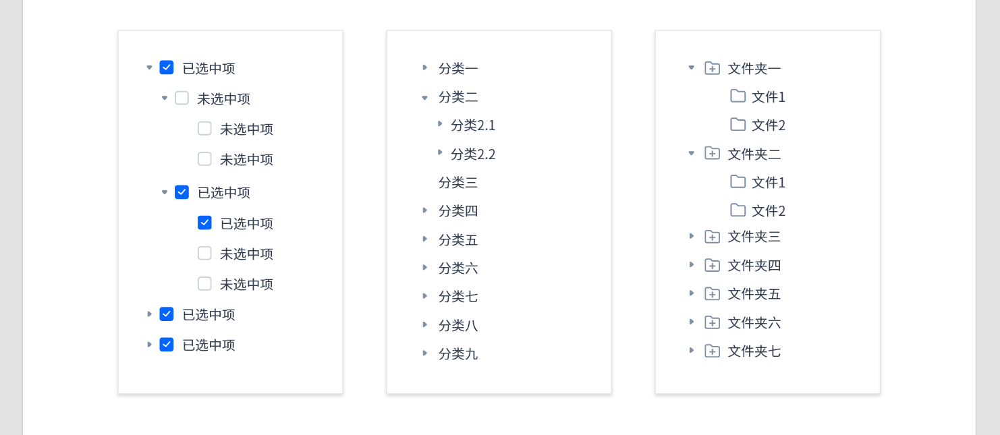 已选中项
未选中项
未选中项
未选中项
已选中项
已选中项
未选中项
未选中项
已选中项
已选中项
分类一
分类二
分类2.1
分类2.2
分类三
分类四
分类五
分类六
分类七
分类八
分类九
文件夹一
文件1
文件2
文件夹二
文件1
文件2
文件夹三
文件夹四
文件夹五
文件夹六
文件夹七